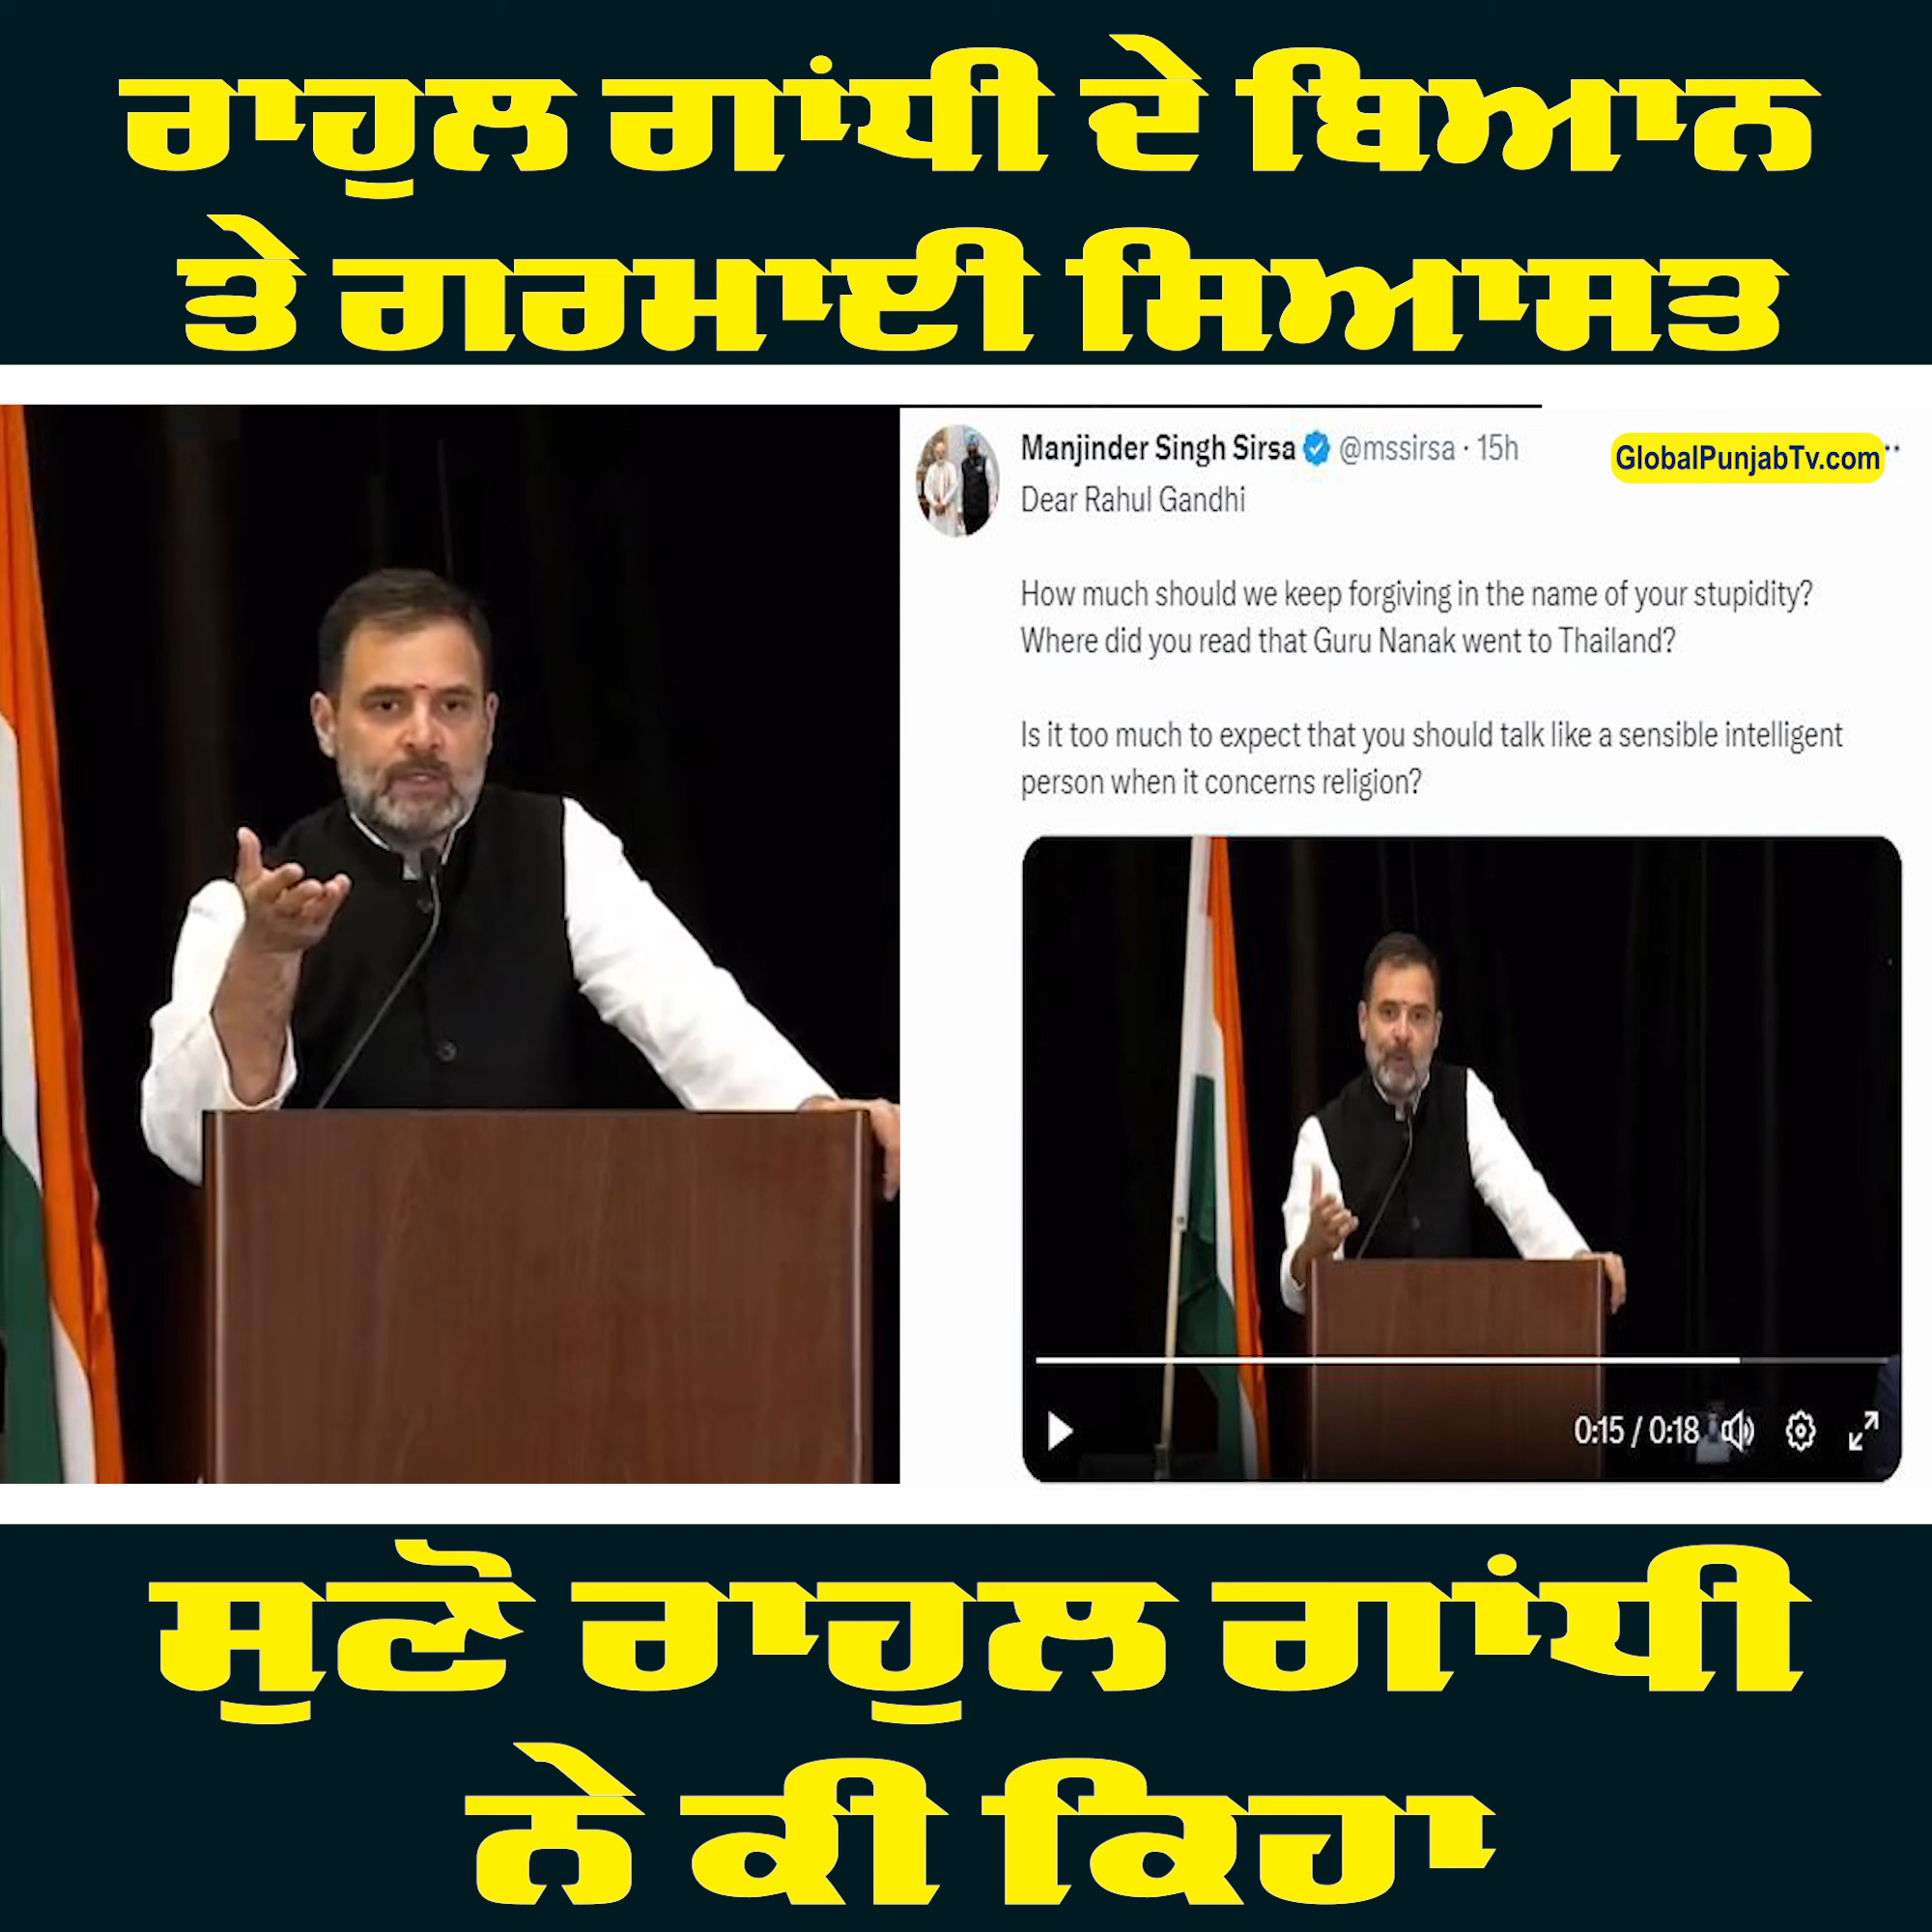 ਰਾਹੁਲ ਗਾਂਧੀ ਦੇ ਬਿਆਨ
ਤੇ ਗਰਮਾਈ ਸਿਆਸਤ
Manjinder Singh Sirsa @mssirsa · 15h
GlobalPunjabTv.com
Dear Rahul Gandhi
How much should we keep forgiving in the name of your stupidity?
Where did you read that Guru Nanak went to Thailand?
Is it too much to expect that you should talk like a sensible intelligent
person when it concerns religion?
0:15 / 0:18
ਸੁਣੋ ਰਾਹੁਲ ਗਾਂਧੀ
ਨੇ ਕੀ ਕਿਹਾ